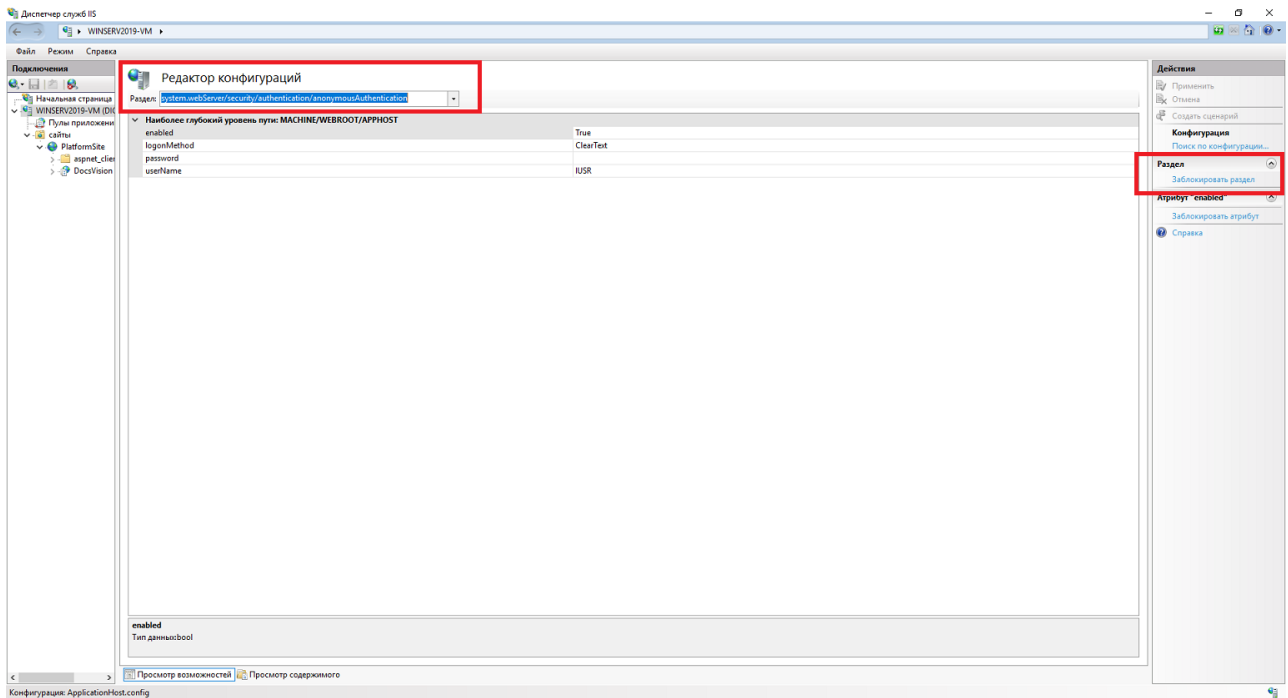 Диспетчер служб IIS
WINSERV2019-VM
Файл Режим Справка
Подключения
Начальная страница
WINSERV2019-VM (DIG
Пулы приложени
сайты
PlatformSite
aspnet_clier
DocsVision
Редактор конфигураций
Раздел: system.webServer/security/authentication/anonymousAuthentication
Наиболее глубокий уровень пути: MACHINE/WEBROOT/APPHOST
enabled True
logonMethod ClearText
password
userName IUSR
enabled
Тип данных:bool
Просмотр возможностей Просмотр содержимого
Действия
Применить
Отмена
Создать сценарий
Конфигурация
Поиск по конфигурации...
Раздел
Заблокировать раздел
Атрибут "enabled"
Заблокировать атрибут
Справка
Конфигурация: ApplicationHost.config